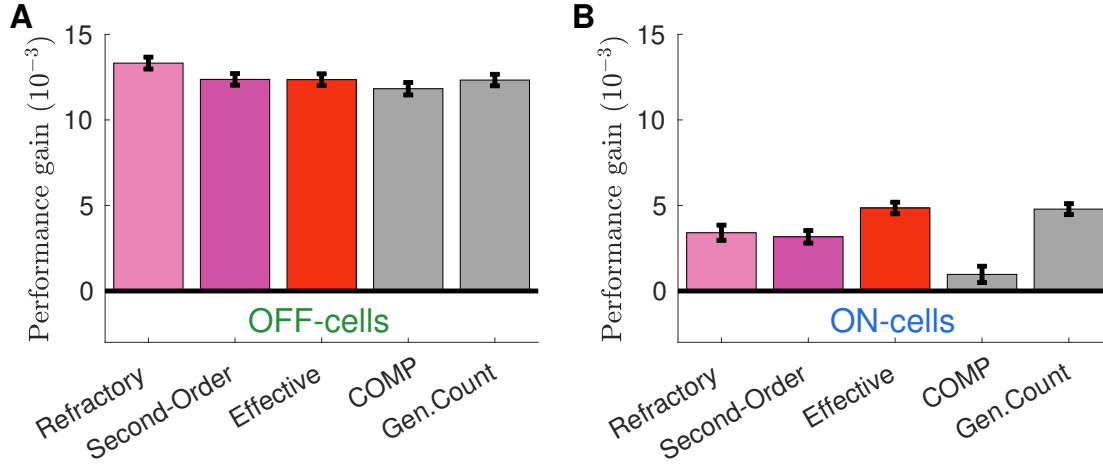 A
Performance gain (10⁻³)
15
10
5
0
OFF-cells
Refractory
Second-Order
Effective
COMP
Gen.Count
B
Performance gain (10⁻³)
15
10
5
0
ON-cells
Refractory
Second-Order
Effective
COMP
Gen.Count